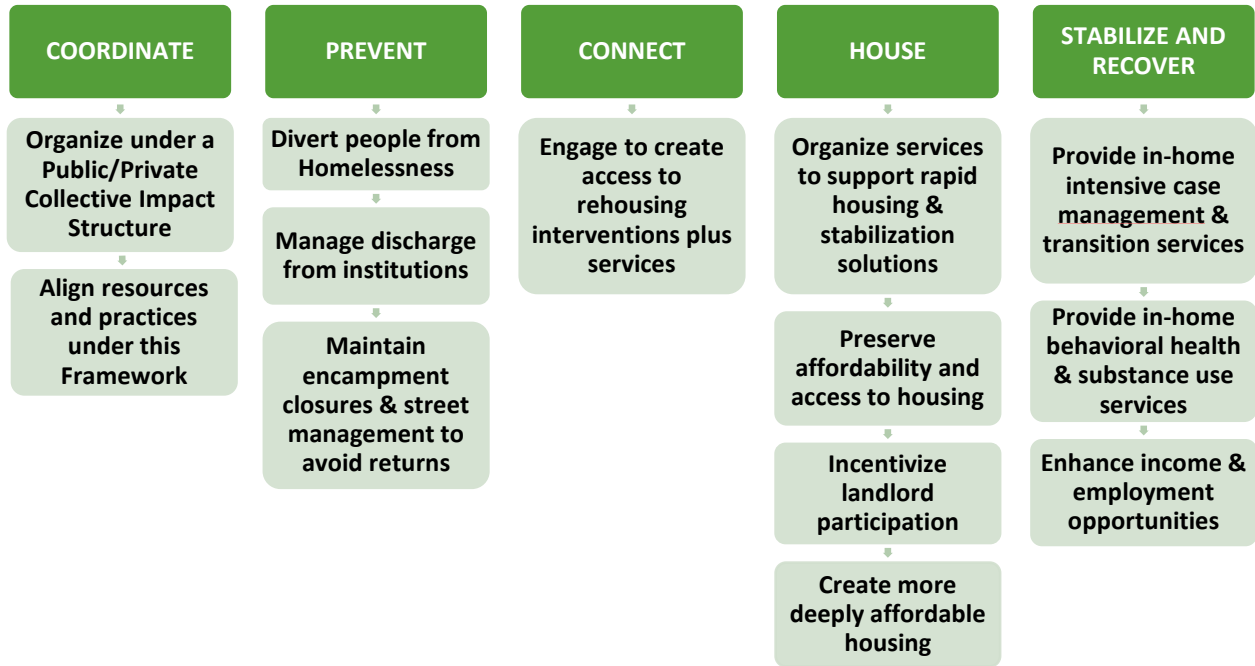 COORDINATE
Organize under a
Public/Private
Collective Impact
Structure
Align resources
and practices
under this
Framework
PREVENT
Divert people from
Homelessness
Manage discharge
from institutions
Maintain
encampment
closures & street
management to
avoid returns
CONNECT
Engage to create
access to
rehousing
interventions plus
services
HOUSE
Organize services
to support rapid
housing &
stabilization
solutions
Preserve
affordability and
access to housing
Incentivize
landlord
participation
Create more
deeply affordable
housing
STABILIZE AND
RECOVER
Provide in-home
intensive case
management &
transition services
Provide in-home
behavioral health
& substance use
services
Enhance income &
employment
opportunities